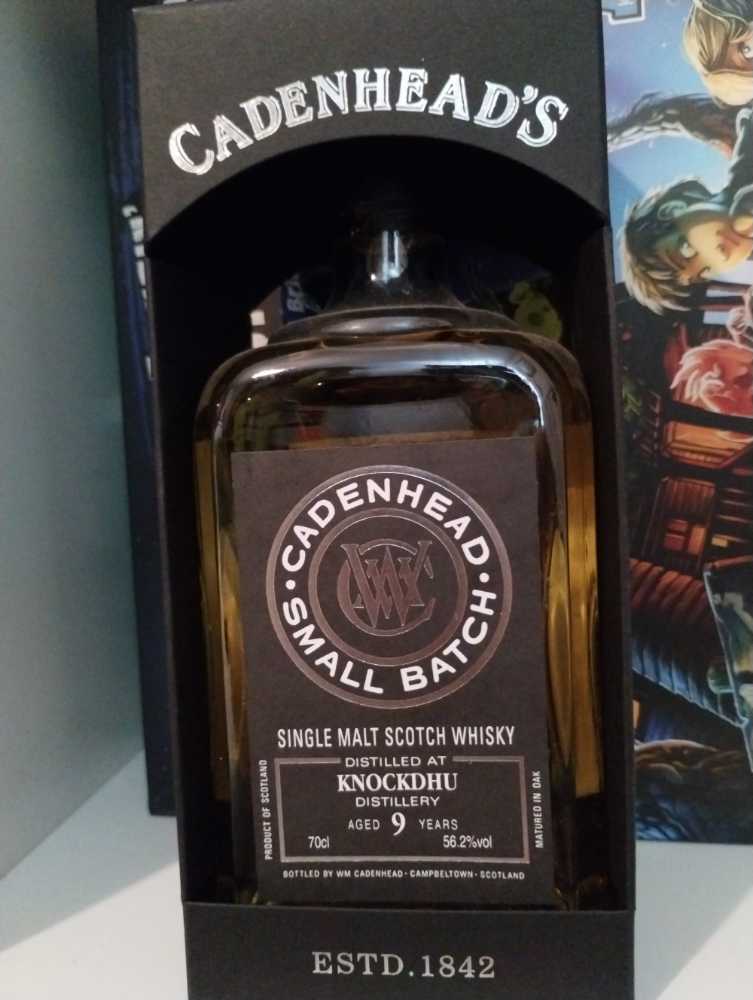 CADENHEAD'S
CADENHEAD
SMALL BATCH
SINGLE MALT SCOTCH WHISKY
DISTILLED AT
KNOCKDHU
DISTILLERY
AGED 9 YEARS
70cl 56.2%vol
PRODUCT OF SCOTLAND
MATURED IN OAK
BOTTLED BY WM CADENHEAD · CAMPBELTOWN · SCOTLAND
ESTD.1842